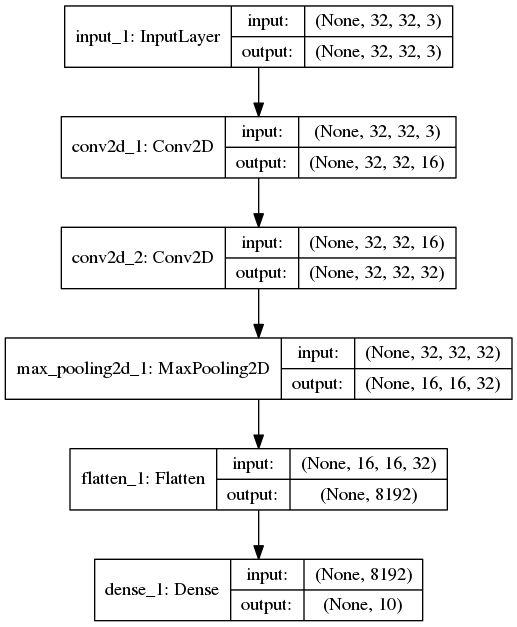 input_1: InputLayer
input: (None, 32, 32, 3)
output: (None, 32, 32, 3)
conv2d_1: Conv2D
input: (None, 32, 32, 3)
output: (None, 32, 32, 16)
conv2d_2: Conv2D
input: (None, 32, 32, 16)
output: (None, 32, 32, 32)
max_pooling2d_1: MaxPooling2D
input: (None, 32, 32, 32)
output: (None, 16, 16, 32)
flatten_1: Flatten
input: (None, 16, 16, 32)
output: (None, 8192)
dense_1: Dense
input: (None, 8192)
output: (None, 10)